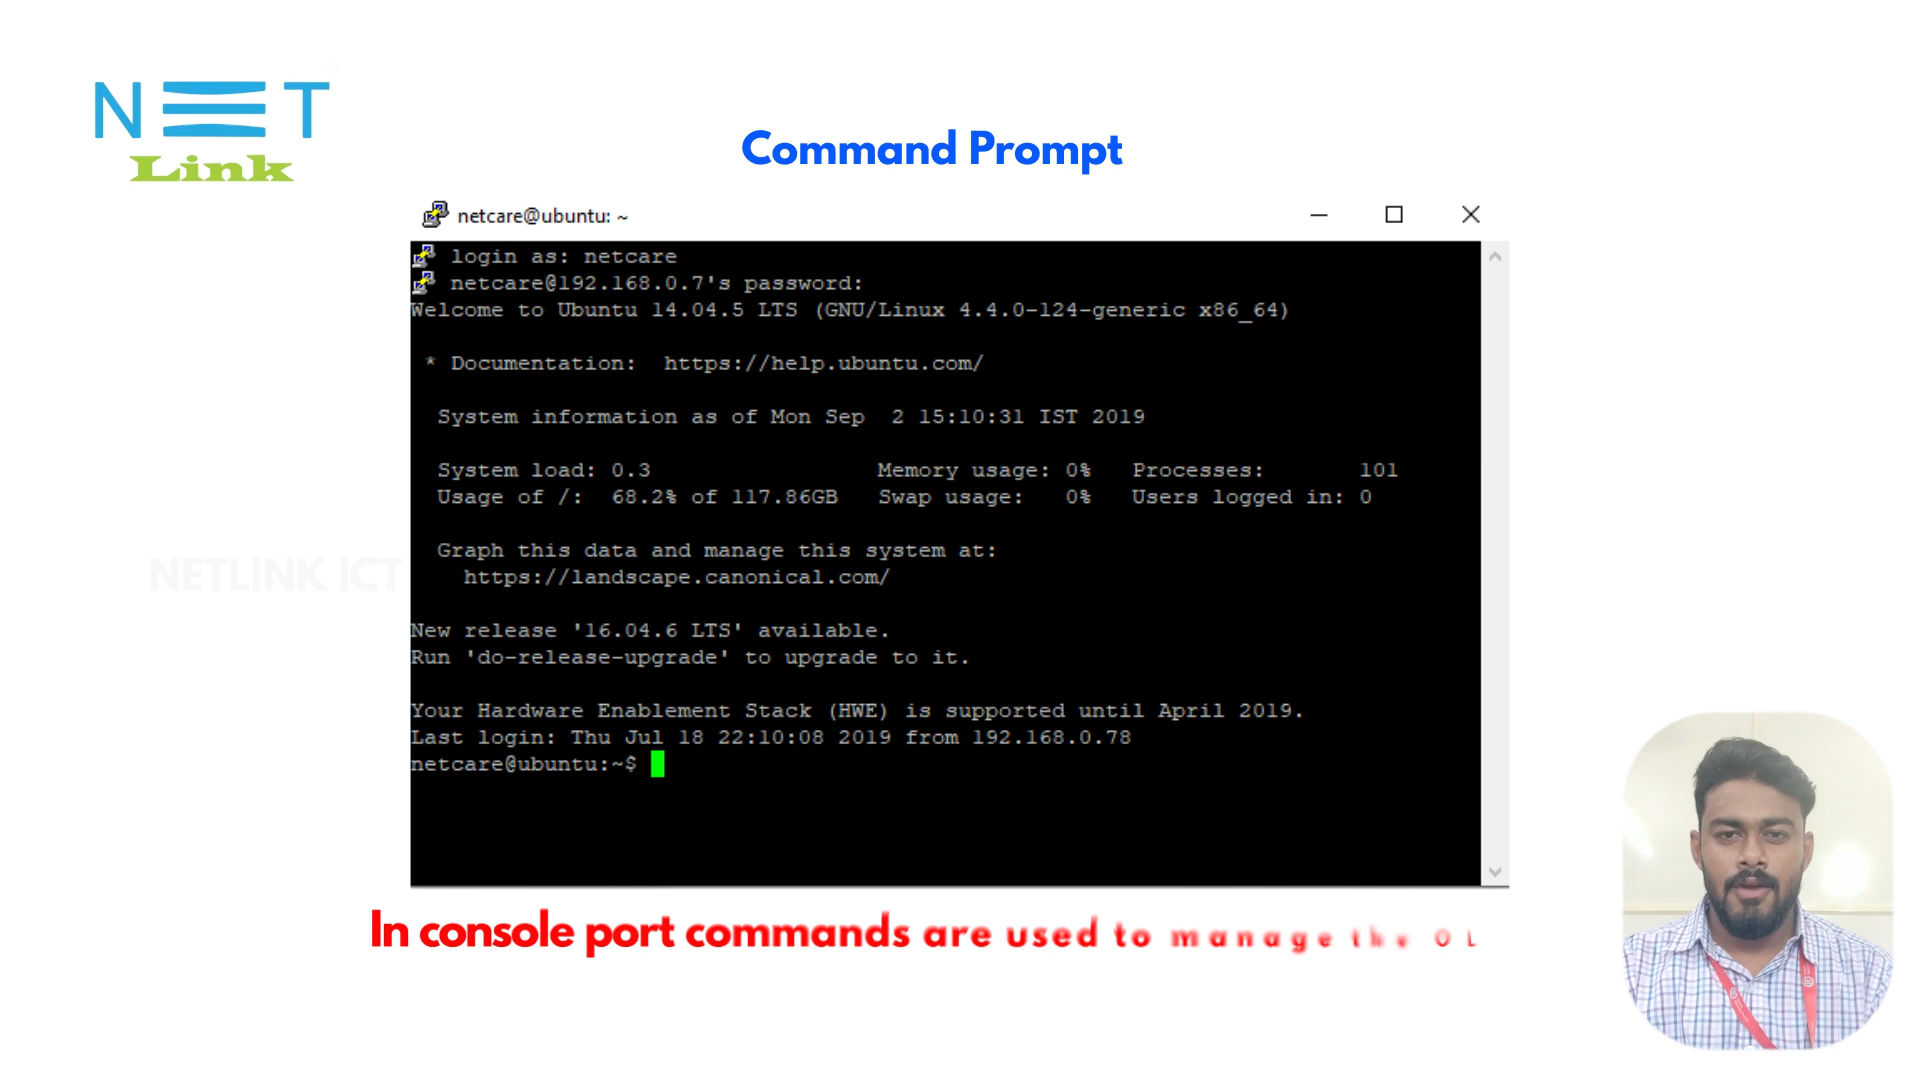 NET
Link
Command Prompt
netcare@ubuntu: ~
login as: netcare
netcare@192.168.0.7's password:
Welcome to Ubuntu 14.04.5 LTS (GNU/Linux 4.4.0-124-generic x86_64)
* Documentation: https://help.ubuntu.com/
System information as of Mon Sep 2 15:10:31 IST 2019
System load: 0.3 Memory usage: 0% Processes: 101
Usage of /: 68.2% of 117.86GB Swap usage: 0% Users logged in: 0
Graph this data and manage this system at:
https://landscape.canonical.com/
NETLINK ICT
New release '16.04.6 LTS' available.
Run 'do-release-upgrade' to upgrade to it.
Your Hardware Enablement Stack (HWE) is supported until April 2019.
Last login: Thu Jul 18 22:10:08 2019 from 192.168.0.78
netcare@ubuntu:~$
In console port commands are used to manage the